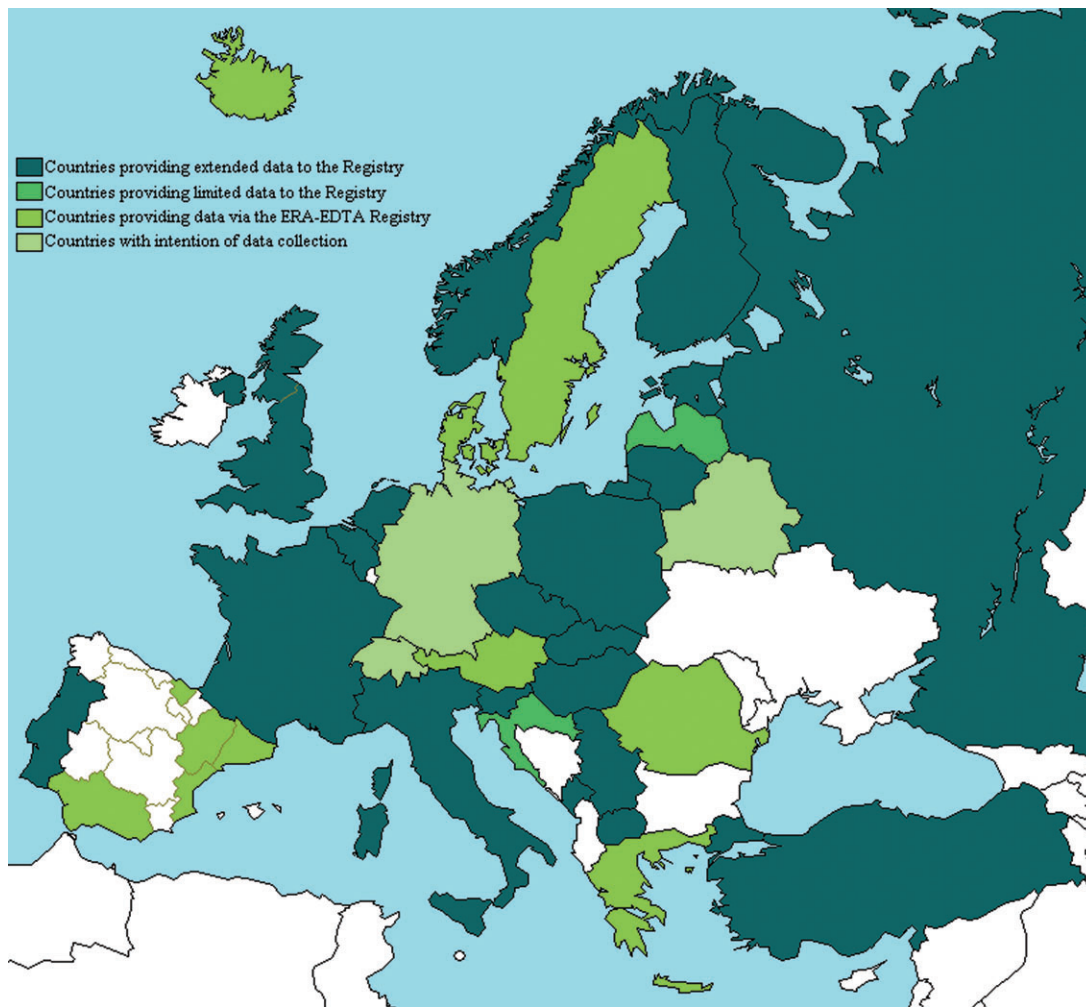 Countries providing extended data to the Registry
Countries providing limited data to the Registry
Countries providing data via the ERA-EDTA Registry
Countries with intention of data collection